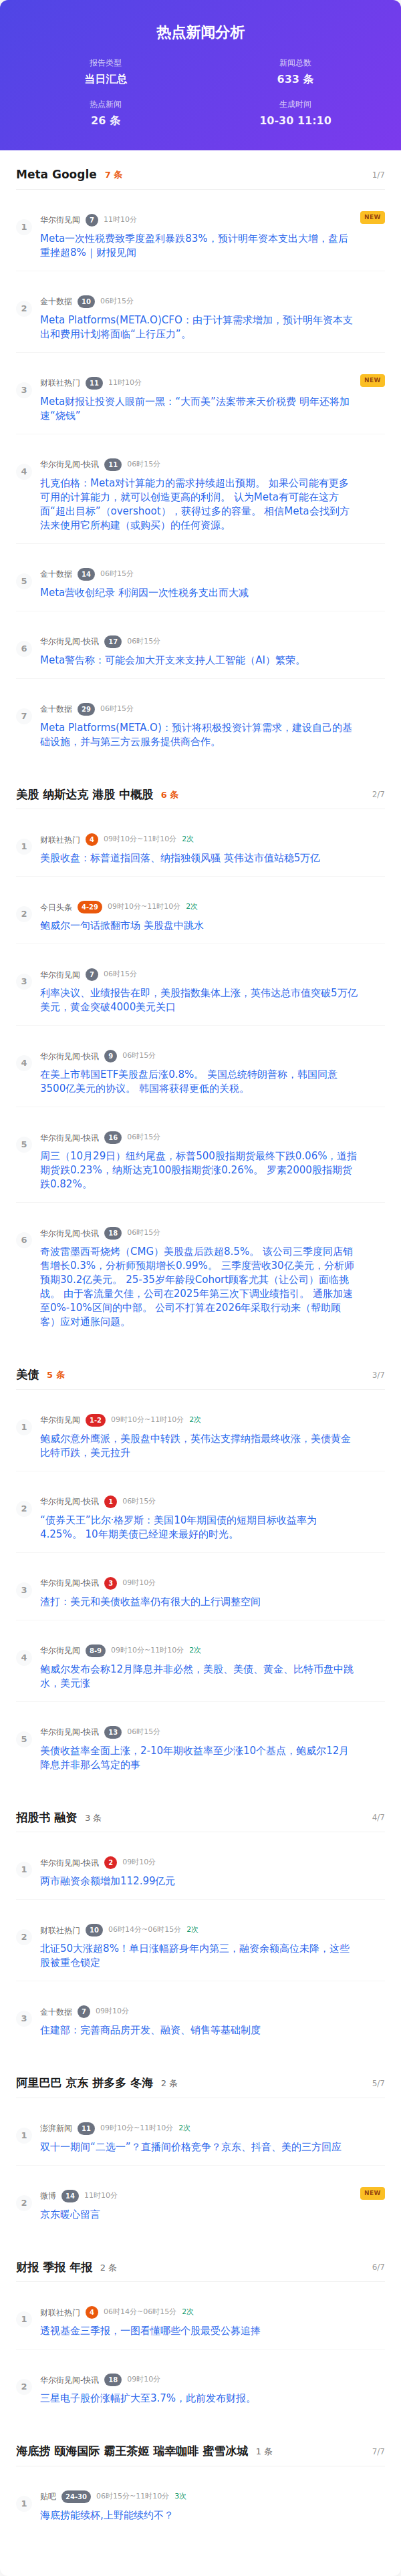 热点新闻分析
报告类型
当日汇总
新闻总数
633 条
热点新闻
26 条
生成时间
10-30 11:10
Meta Google 7 条 1/7
1
华尔街见闻 7 11时10分 NEW
Meta一次性税费致季度盈利暴跌83%，预计明年资本支出大增，盘后
重挫超8%｜财报见闻
2
金十数据 10 06时15分
Meta Platforms(META.O)CFO：由于计算需求增加，预计明年资本支
出和费用计划将面临“上行压力”。
3
财联社热门 11 11时10分 NEW
Meta财报让投资人眼前一黑：“大而美”法案带来天价税费 明年还将加
速“烧钱”
4
华尔街见闻-快讯 11 06时15分
扎克伯格：Meta对计算能力的需求持续超出预期。 如果公司能有更多
可用的计算能力，就可以创造更高的利润。 认为Meta有可能在这方
面“超出目标”（overshoot），获得过多的容量。 相信Meta会找到方
法来使用它所构建（或购买）的任何资源。
5
金十数据 14 06时15分
Meta营收创纪录 利润因一次性税务支出而大减
6
华尔街见闻-快讯 17 06时15分
Meta警告称：可能会加大开支来支持人工智能（AI）繁荣。
7
金十数据 29 06时15分
Meta Platforms(META.O)：预计将积极投资计算需求，建设自己的基
础设施，并与第三方云服务提供商合作。
美股 纳斯达克 港股 中概股 6 条 2/7
1
财联社热门 4 09时10分~11时10分 2次
美股收盘：标普道指回落、纳指独领风骚 英伟达市值站稳5万亿
2
今日头条 4-29 09时10分~11时10分 2次
鲍威尔一句话掀翻市场 美股盘中跳水
3
华尔街见闻 7 06时15分
利率决议、业绩报告在即，美股指数集体上涨，英伟达总市值突破5万亿
美元，黄金突破4000美元关口
4
华尔街见闻-快讯 9 06时15分
在美上市韩国ETF美股盘后涨0.8%。 美国总统特朗普称，韩国同意
3500亿美元的协议。 韩国将获得更低的关税。
5
华尔街见闻-快讯 16 06时15分
周三（10月29日）纽约尾盘，标普500股指期货最终下跌0.06%，道指
期货跌0.23%，纳斯达克100股指期货涨0.26%。 罗素2000股指期货
跌0.82%。
6
华尔街见闻-快讯 18 06时15分
奇波雷墨西哥烧烤（CMG）美股盘后跌超8.5%。 该公司三季度同店销
售增长0.3%，分析师预期增长0.99%。 三季度营收30亿美元，分析师
预期30.2亿美元。 25-35岁年龄段Cohort顾客尤其（让公司）面临挑
战。 由于客流量欠佳，公司在2025年第三次下调业绩指引。 通胀加速
至0%-10%区间的中部。 公司不打算在2026年采取行动来（帮助顾
客）应对通胀问题。
美债 5 条 3/7
1
华尔街见闻 1-2 09时10分~11时10分 2次
鲍威尔意外鹰派，美股盘中转跌，英伟达支撑纳指最终收涨，美债黄金
比特币跌，美元拉升
2
华尔街见闻-快讯 1 06时15分
“债券天王”比尔·格罗斯：美国10年期国债的短期目标收益率为
4.25%。 10年期美债已经迎来最好的时光。
3
华尔街见闻-快讯 3 09时10分
渣打：美元和美债收益率仍有很大的上行调整空间
4
华尔街见闻 8-9 09时10分~11时10分 2次
鲍威尔发布会称12月降息并非必然，美股、美债、黄金、比特币盘中跳
水，美元涨
5
华尔街见闻-快讯 13 06时15分
美债收益率全面上涨，2-10年期收益率至少涨10个基点，鲍威尔12月
降息并非那么笃定的事
招股书 融资 3 条 4/7
1
华尔街见闻-快讯 2 09时10分
两市融资余额增加112.99亿元
2
财联社热门 10 06时14分~06时15分 2次
北证50大涨超8%！单日涨幅跻身年内第三，融资余额高位未降，这些
股被重仓锁定
3
金十数据 7 09时10分
住建部：完善商品房开发、融资、销售等基础制度
阿里巴巴 京东 拼多多 冬海 2 条 5/7
1
澎湃新闻 11 09时10分~11时10分 2次
双十一期间“二选一”？直播间价格竞争？京东、抖音、美的三方回应
2
微博 14 11时10分 NEW
京东暖心留言
财报 季报 年报 2 条 6/7
1
财联社热门 4 06时14分~06时15分 2次
透视基金三季报，一图看懂哪些个股最受公募追捧
2
华尔街见闻-快讯 18 09时10分
三星电子股价涨幅扩大至3.7%，此前发布财报。
海底捞 颐海国际 霸王茶姬 瑞幸咖啡 蜜雪冰城 1 条 7/7
1
贴吧 24-30 06时15分~11时10分 3次
海底捞能续杯,上野能续约不？